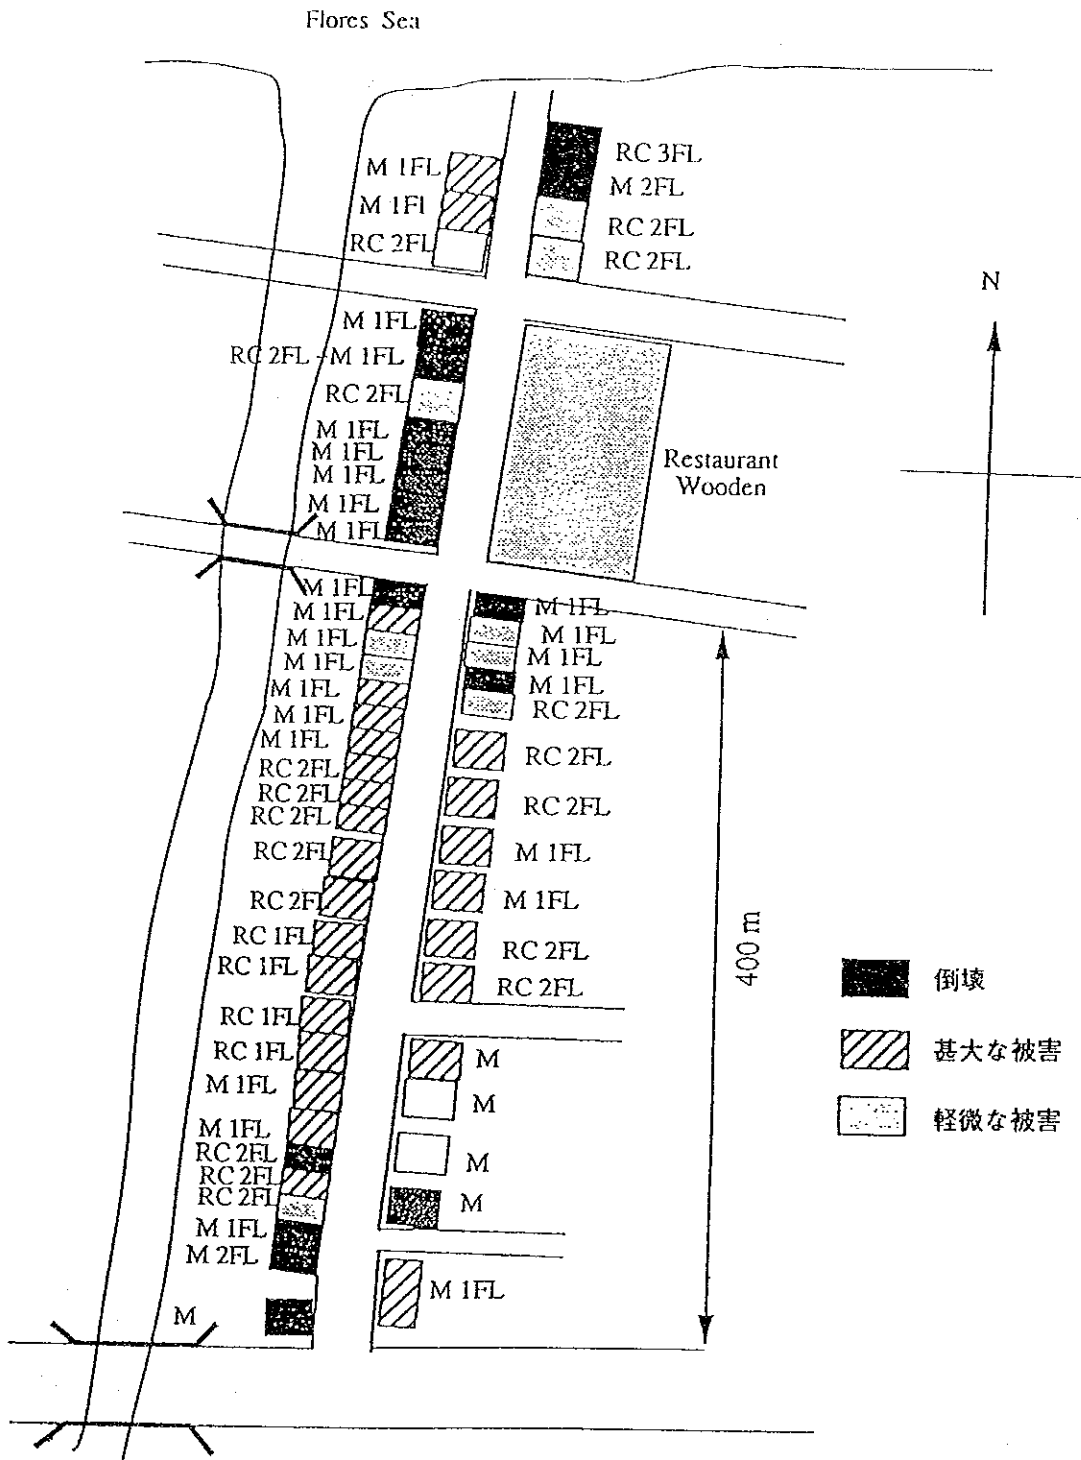 Flores Sea
M 1FL
M 1Fl
RC 2FL
RC 3FL
M 2FL
RC 2FL
RC 2FL
N
M 1FL
RC 2FL - M 1FL
RC 2FL
M 1FL
M 1FL
M 1FL
M 1FL
M 1FL
Restaurant
Wooden
M 1FL
M 1FL
M 1FL
M 1FL
M 1FL
M 1FL
M 1FL
RC 2FL
RC 2FL
RC 2FL
RC 2FL
RC 2FL
RC 1FL
RC 1FL
RC 1FL
RC 1FL
M 1FL
M 1FL
RC 2FL
RC 2FL
RC 2FL
M 1FL
M 2FL
M
M 1FL
M 1FL
M 1FL
M 1FL
RC 2FL
RC 2FL
RC 2FL
M 1FL
M 1FL
RC 2FL
RC 2FL
M
M
M
M
M 1FL
400 m
倒壊
甚大な被害
軽微な被害